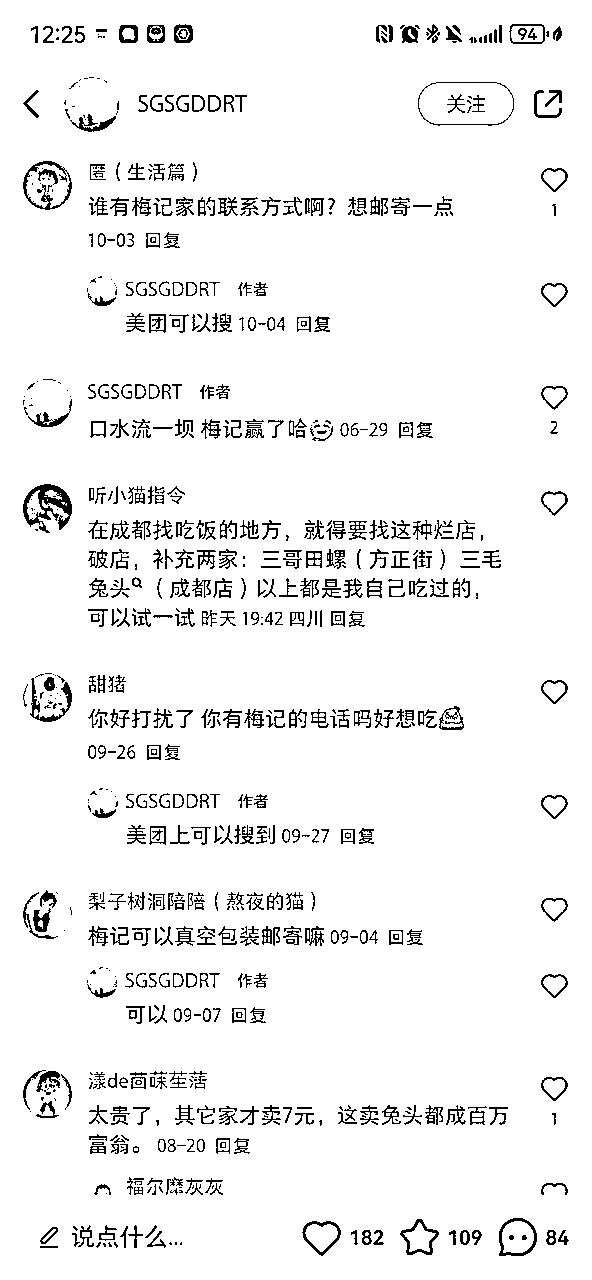 12:25
94
SGSGDDRT
关注
匿（生活篇）
谁有梅记家的联系方式啊？想邮寄一点
1
10-03 回复
SGSGDDRT 作者
美团可以搜 10-04 回复
SGSGDDRT 作者
口水流一坝 梅记赢了哈 06-29 回复
2
听小猫指令
在成都找吃饭的地方，就得要找这种烂店，
破店，补充两家：三哥田螺（方正街）三毛
兔头（成都店）以上都是我自己吃过的，
可以试一试 昨天 19:42 四川 回复
甜猪
你好打扰了 你有梅记的电话吗好想吃
09-26 回复
SGSGDDRT 作者
美团上可以搜到 09-27 回复
梨子树洞陪陪（熬夜的猫）
梅记可以真空包装邮寄嘛 09-04 回复
SGSGDDRT 作者
可以 09-07 回复
漾de
太贵了，其它家才卖7元，这卖兔头都成百万
1
富翁。 08-20 回复
福尔糜灰灰
说点什么...
182
109
84